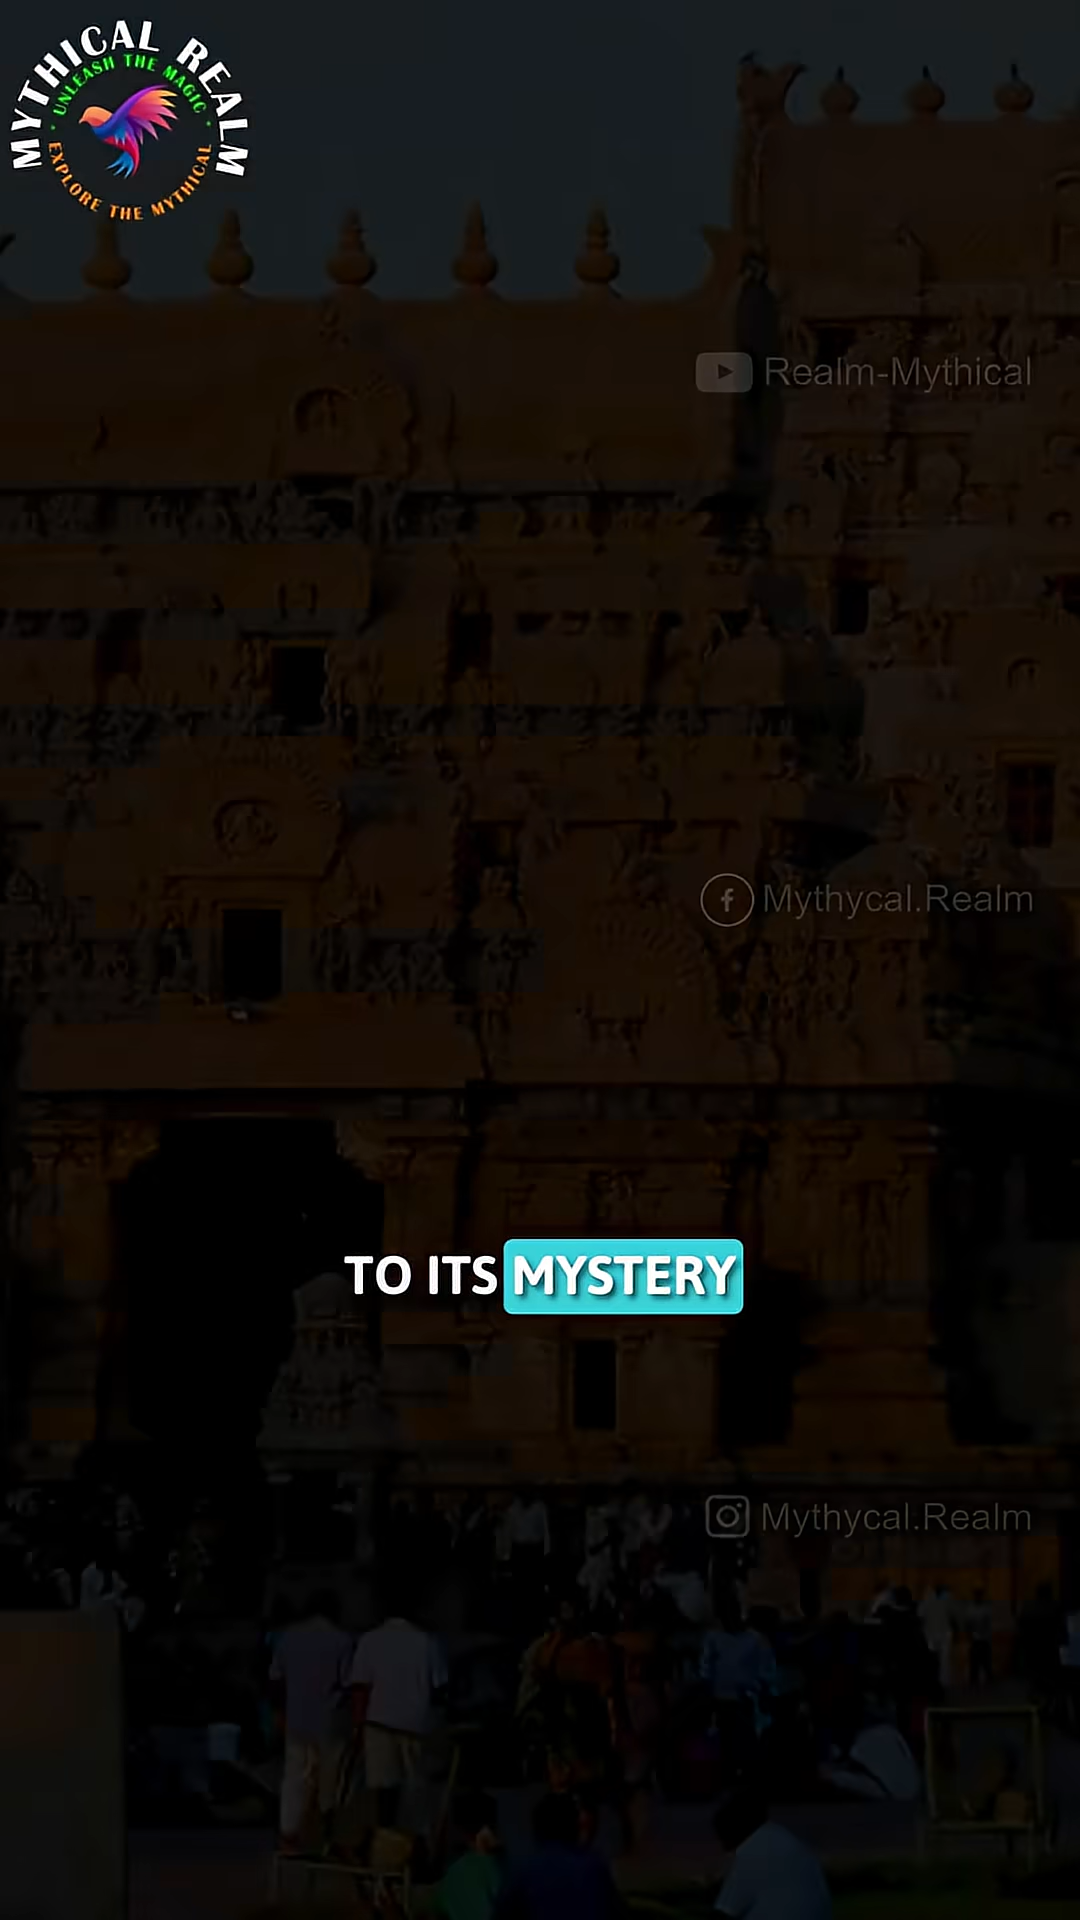 MYTHICAL REALM
UNLEASH THE MAGIC
EXPLORE THE MYTHICAL
Realm-Mythical
Mythycal.Realm
TO ITS MYSTERY
Mythycal.Realm